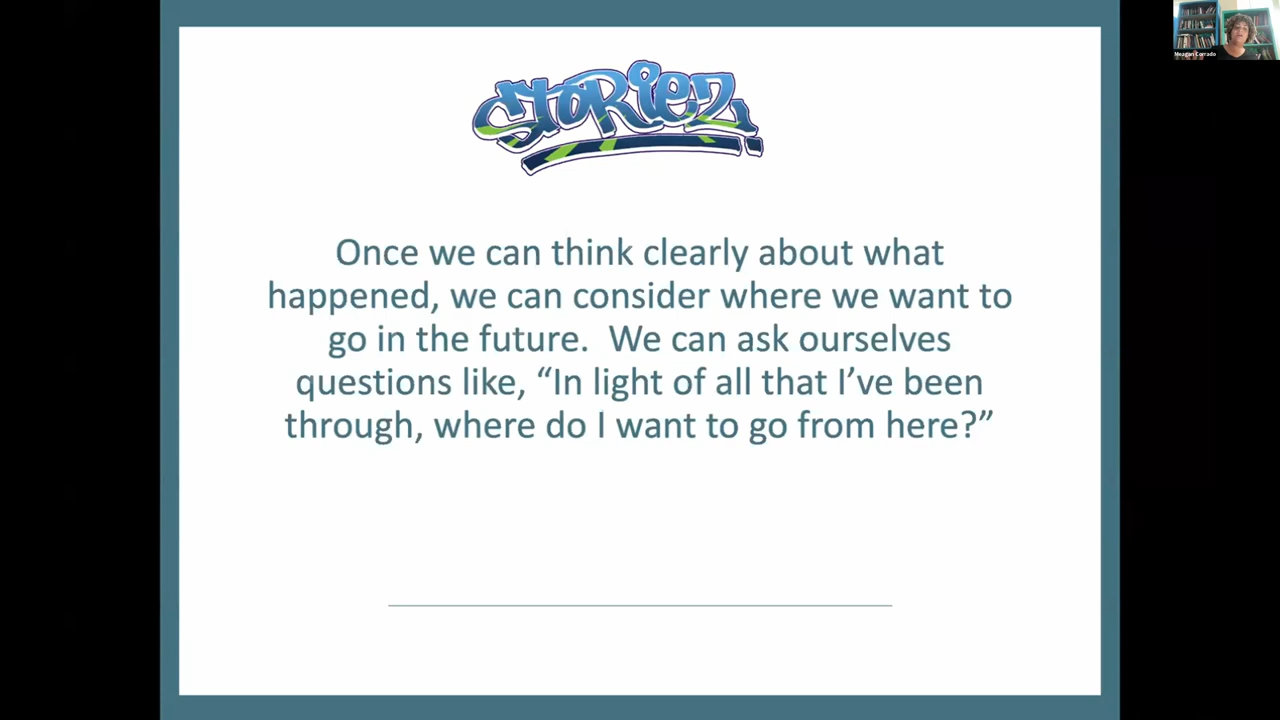 Meagan Corrado
STORIEZ
Once we can think clearly about what
happened, we can consider where we want to
go in the future.  We can ask ourselves
questions like, “In light of all that I’ve been
through, where do I want to go from here?”